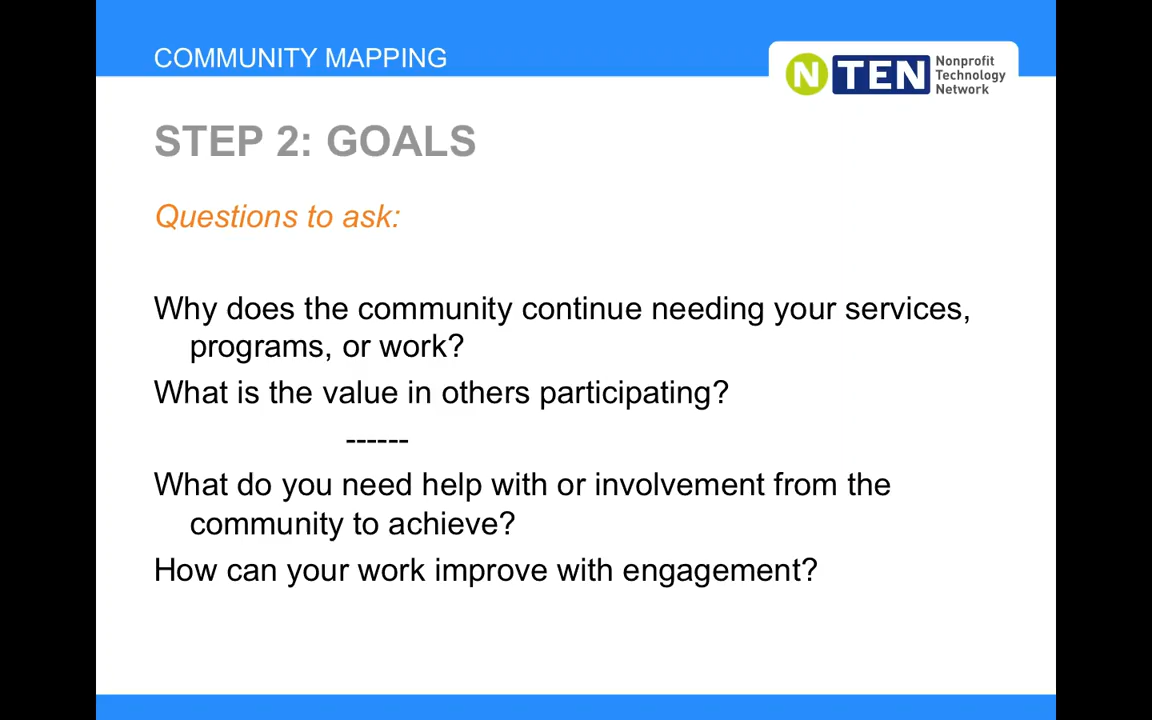 COMMUNITY MAPPING
N TEN Nonprofit
Technology
Network
STEP 2: GOALS
Questions to ask:
Why does the community continue needing your services,
programs, or work?
What is the value in others participating?
------
What do you need help with or involvement from the
community to achieve?
How can your work improve with engagement?